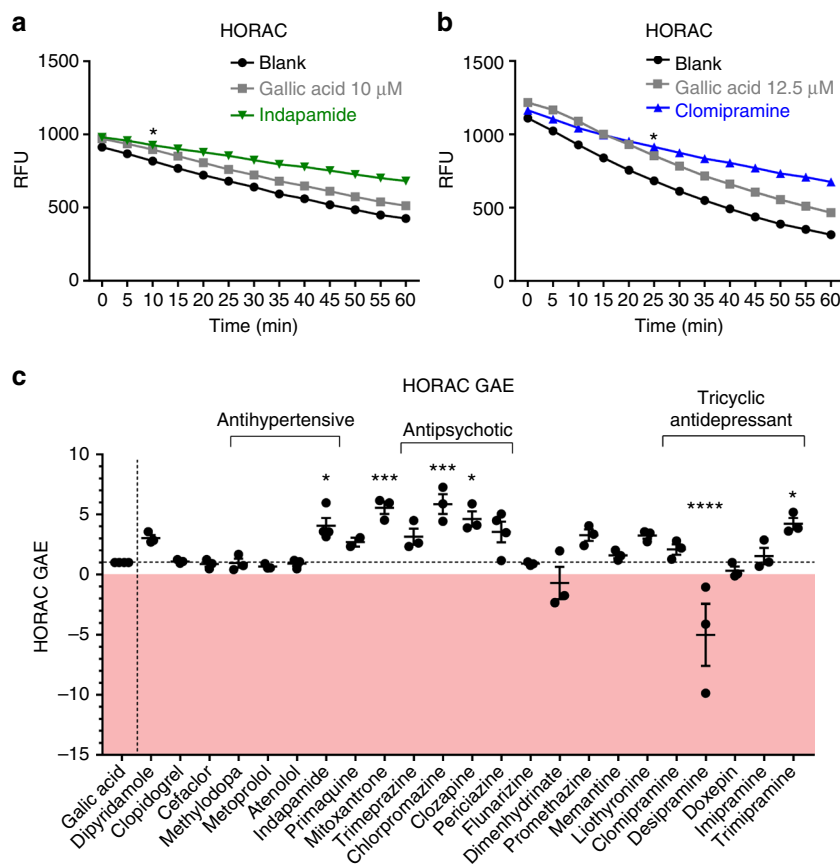 a
HORAC
1500
1000
500
0
RFU
Blank
Gallic acid 10 μM
Indapamide
*
0 5 10 15 20 25 30 35 40 45 50 55 60
Time (min)
b
HORAC
1500
1000
500
0
RFU
Blank
Gallic acid 12.5 μM
Clomipramine
*
0 5 10 15 20 25 30 35 40 45 50 55 60
Time (min)
c
HORAC GAE
Antihypertensive
Antipsychotic
Tricyclic
antidepressant
* *** *** * **** *
10
5
0
−5
−10
−15
HORAC GAE
Galic acid
Dipyridamole
Clopidogrel
Cefaclor
Methylodopa
Metoprolol
Atenolol
Indapamide
Primaquine
Mitoxantrone
Trimeprazine
Chlorpromazine
Clozapine
Periciazine
Flunarizine
Dimenhydrinate
Promethazine
Memantine
Liothyronine
Clomipramine
Desipramine
Doxepin
Imipramine
Trimipramine